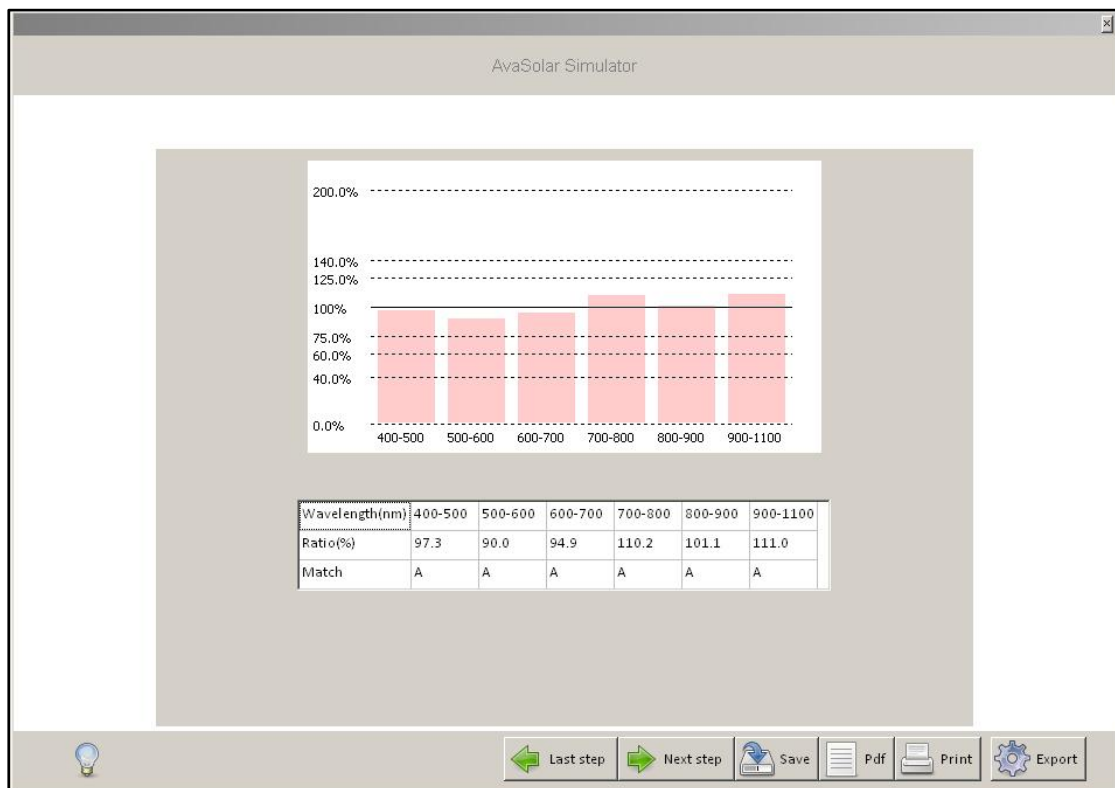 AvaSolar Simulator
200.0%
140.0%
125.0%
100%
75.0%
60.0%
40.0%
0.0%
400-500 500-600 600-700 700-800 800-900 900-1100
Wavelength(nm) 400-500 500-600 600-700 700-800 800-900 900-1100
Ratio(%) 97.3 90.0 94.9 110.2 101.1 111.0
Match A A A A A A
Last step Next step Save Pdf Print Export